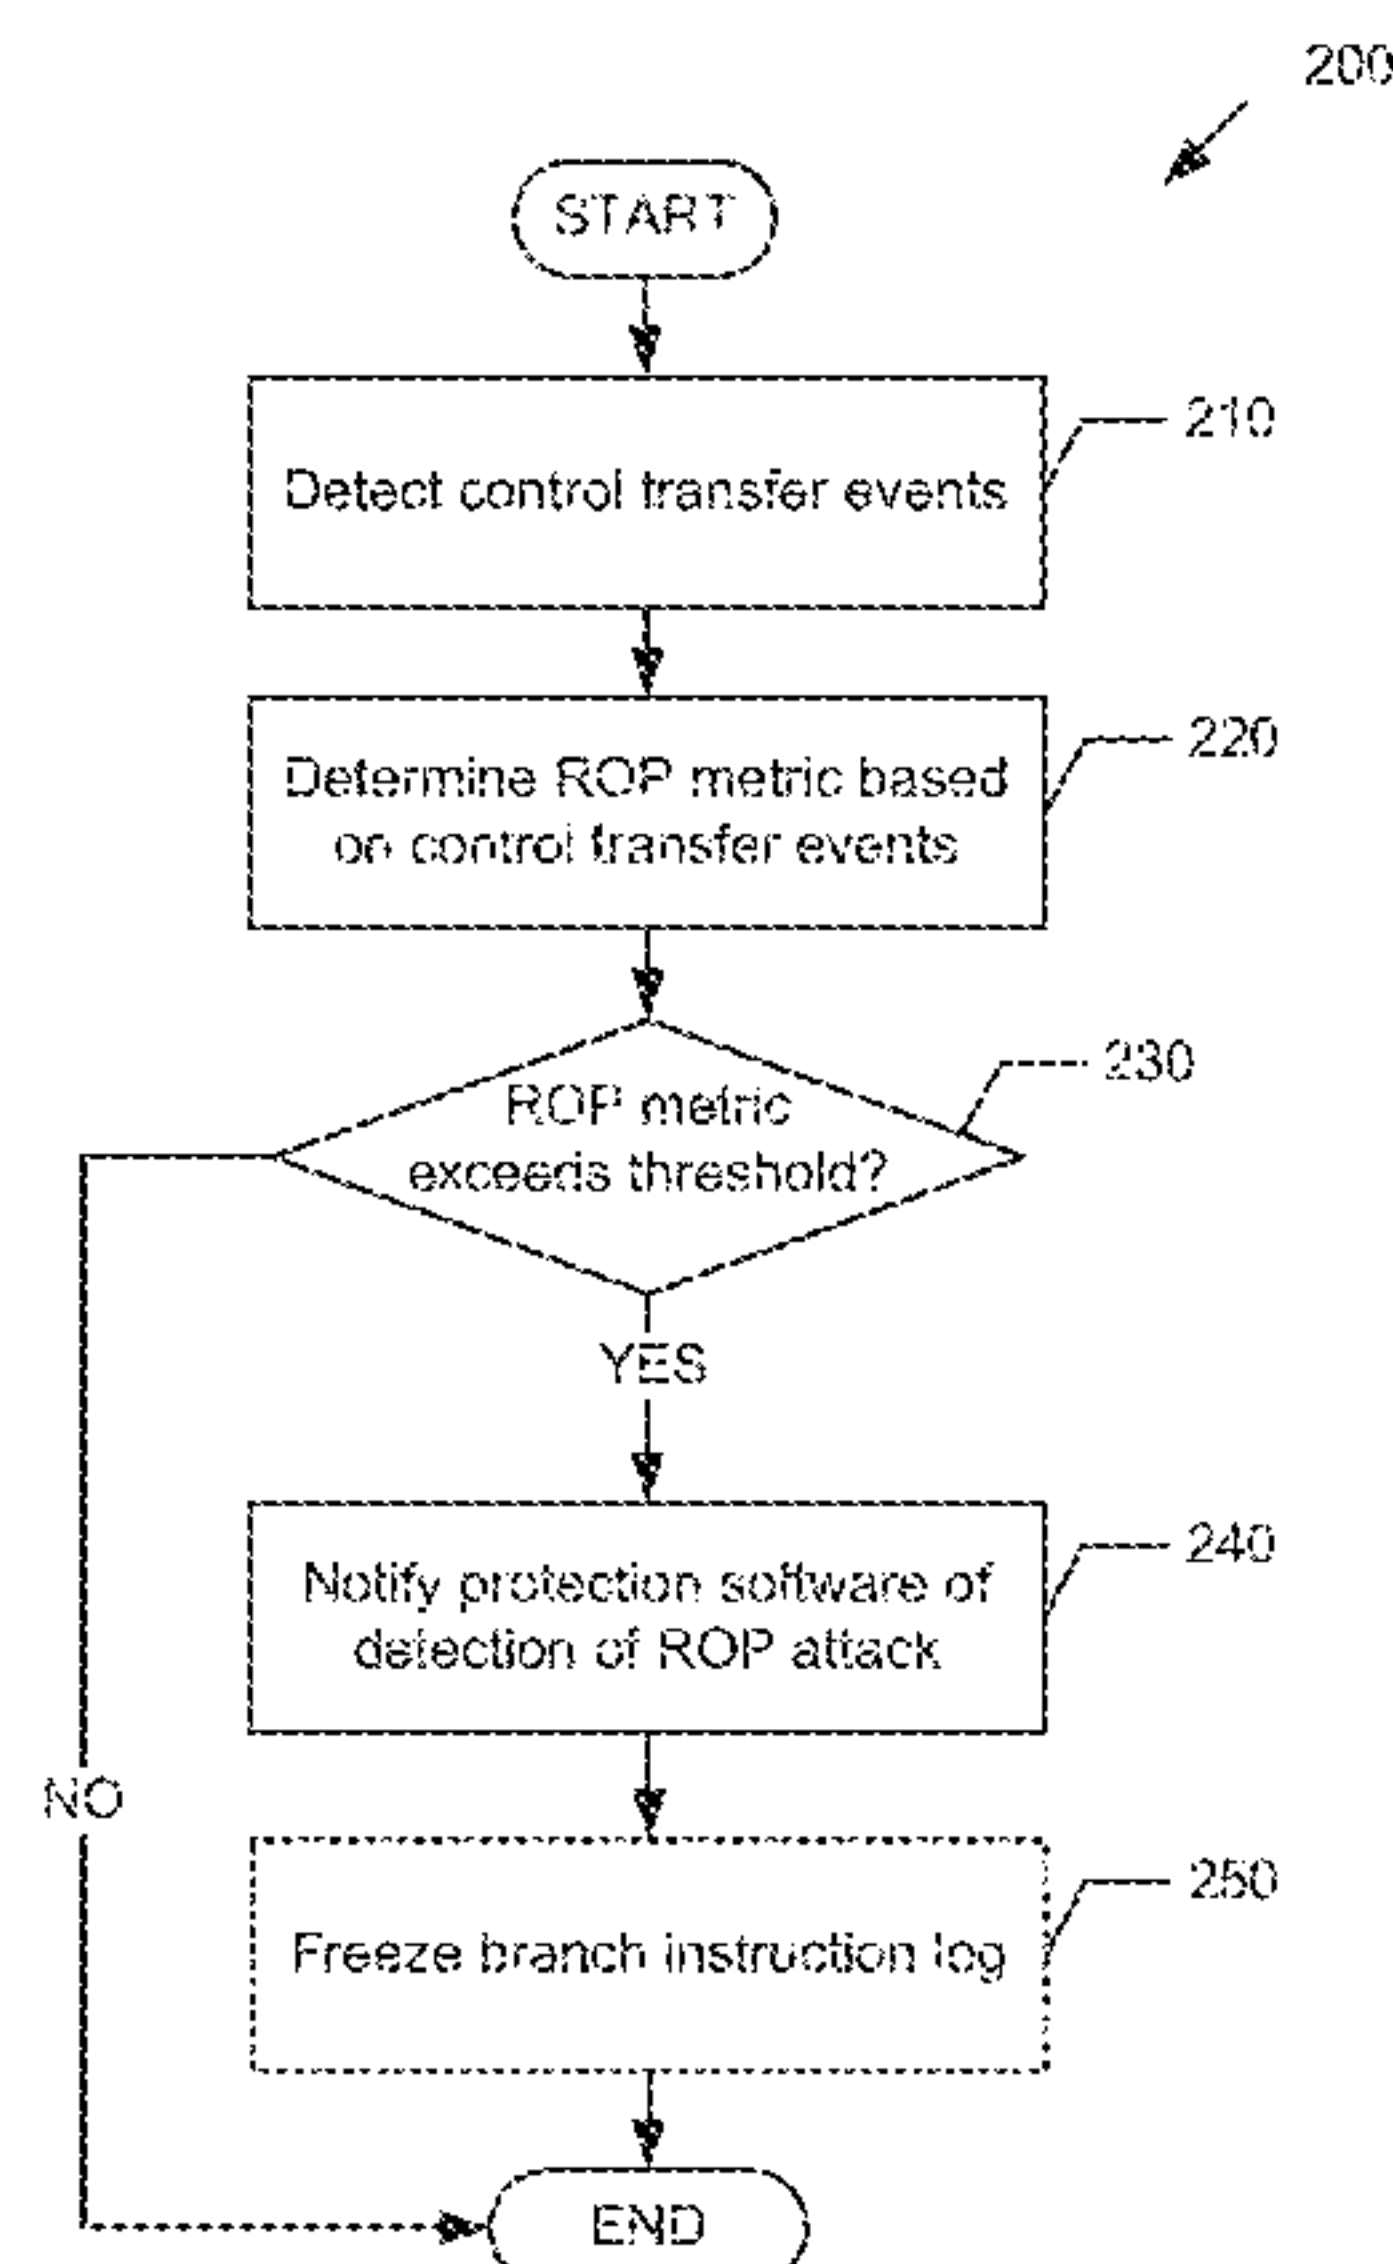 200
START
Detect control transfer events
210
Determine ROP metric based
on control transfer events
220
ROP metric
exceeds threshold?
230
YES
Notify protection software of
detection of ROP attack
240
NO
Freeze branch instruction log
250
END